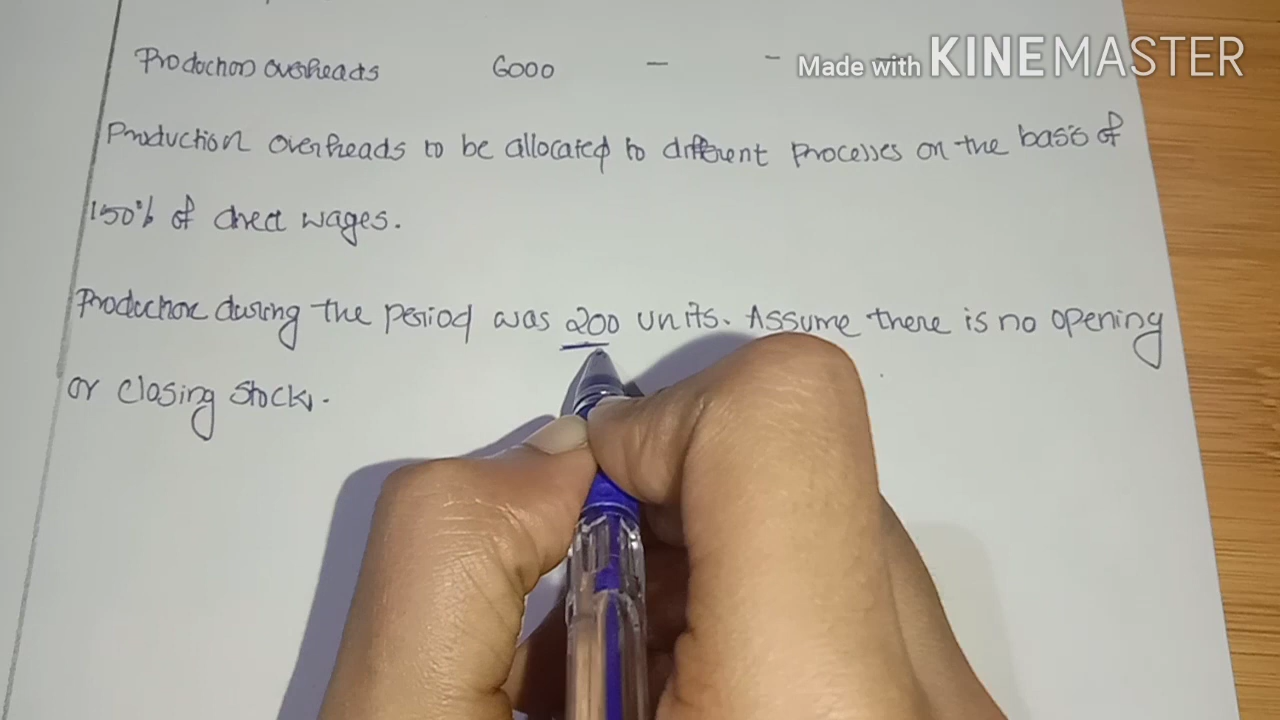 Production overheads 6000 — - -
Made with KINEMASTER
Production overheads to be allocated to different processes on the basis of
150% of direct wages.
Production during the period was 200 units. Assume there is no opening
or closing stock.